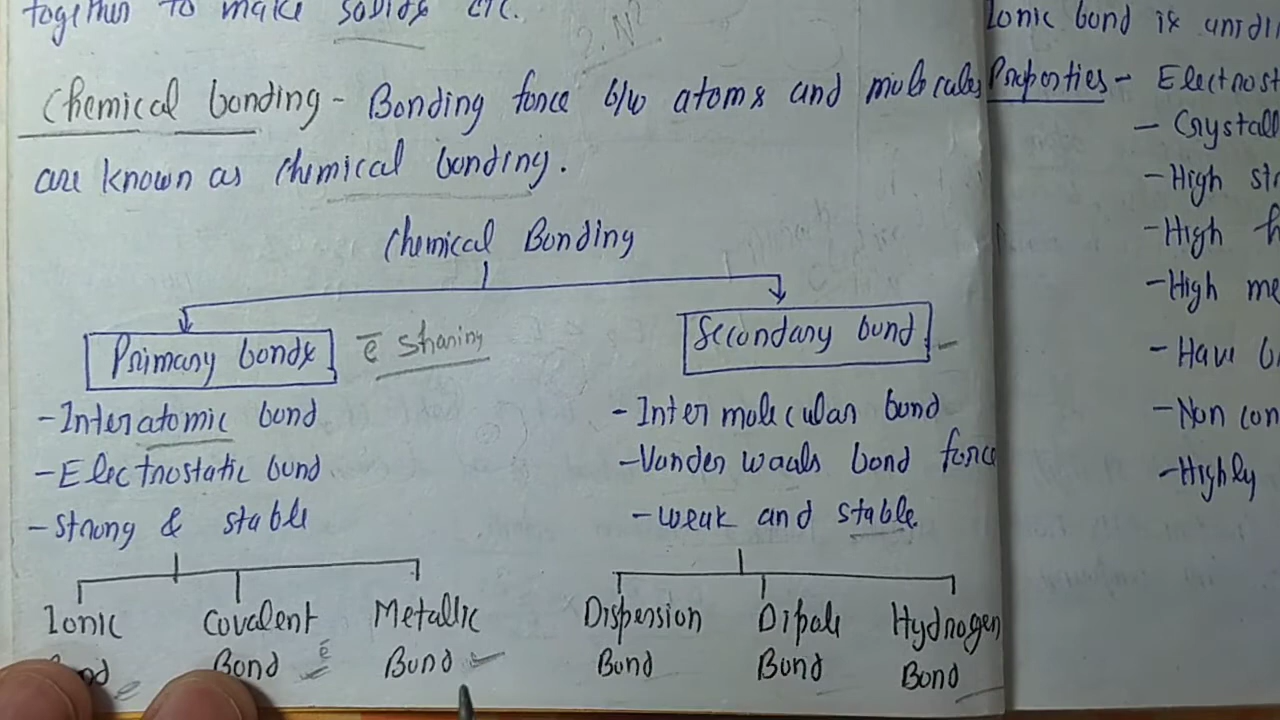 together to make solids etc.
Chemical bonding - Bonding force b/w atoms and molecules
are known as chemical bonding.
Chemical Bonding
Primary bonds
e sharing
Secondary bond
- Interatomic bond
- Electrostatic bond
- Strong & stable
- Inter molecular bond
- Vander waals bond force
- weak and stable
Ionic
Covalent Bond e
Metallic Bond
Dispersion Bond
Dipole Bond
Hydrogen Bond
Ionic bond is
Properties - Electrost
- Crystall
- High str
- High h
- High me
- Have
- Non con
- Highly